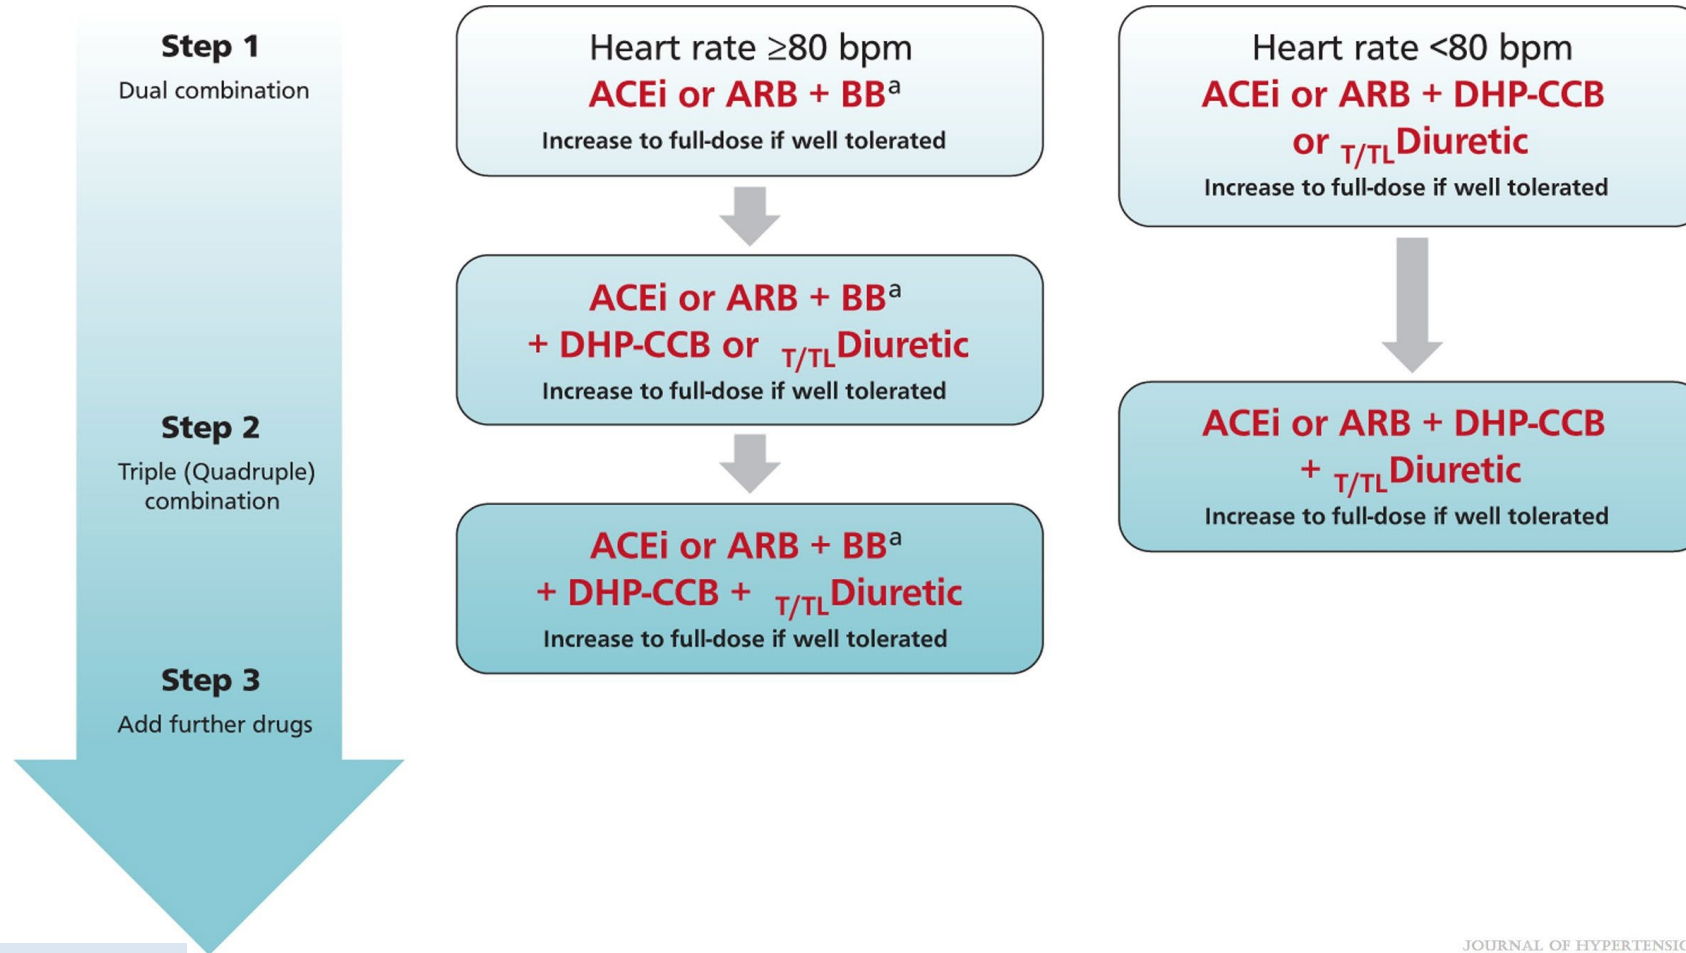 Step 1
Dual combination
Heart rate ≥80 bpm
ACEi or ARB + BBᵃ
Increase to full-dose if well tolerated
Heart rate <80 bpm
ACEi or ARB + DHP-CCB
or T/TLDiuretic
Increase to full-dose if well tolerated
ACEi or ARB + BBᵃ
+ DHP-CCB or T/TLDiuretic
Increase to full-dose if well tolerated
Step 2
Triple (Quadruple)
combination
ACEi or ARB + DHP-CCB
+ T/TLDiuretic
Increase to full-dose if well tolerated
ACEi or ARB + BBᵃ
+ DHP-CCB + T/TLDiuretic
Increase to full-dose if well tolerated
Step 3
Add further drugs
JOURNAL OF HYPERTENSIO